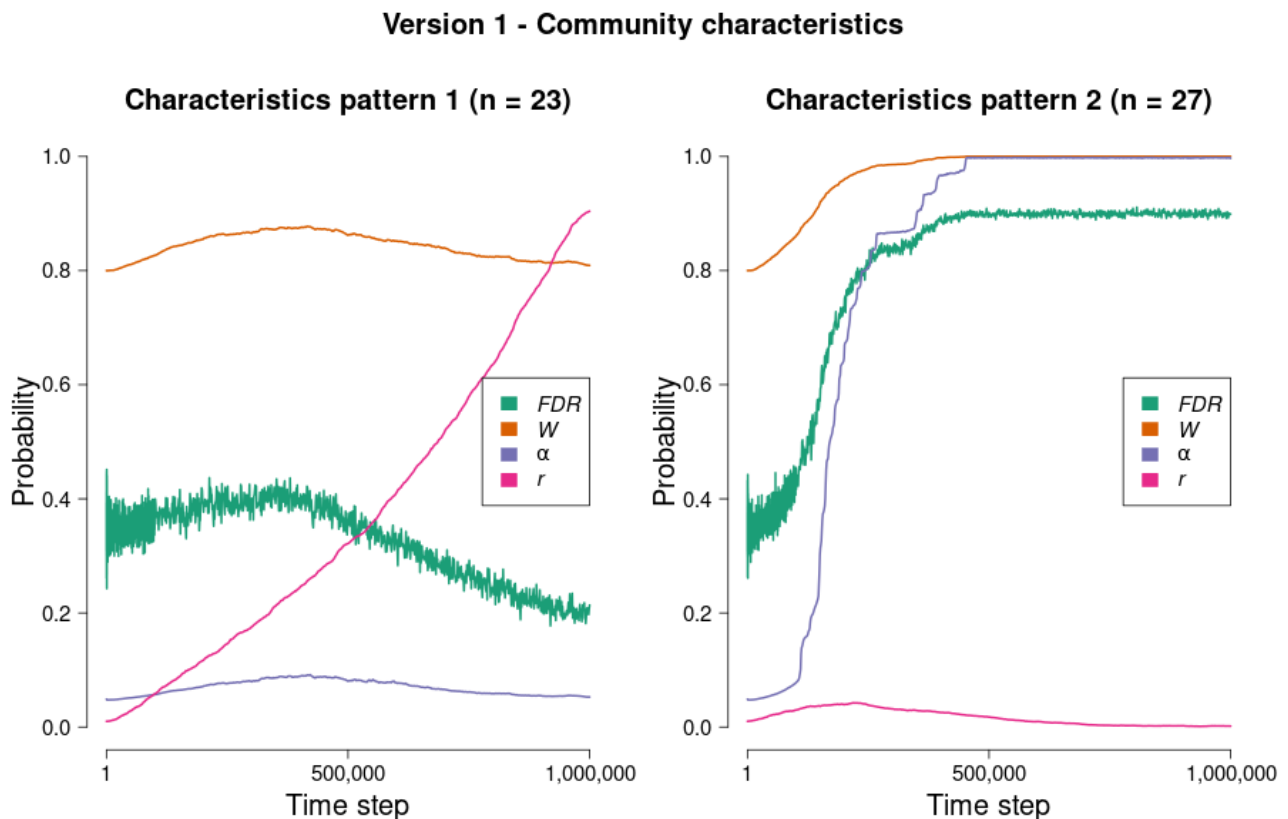 Version 1 - Community characteristics
Characteristics pattern 1 (n = 23)
Probability
1.0
0.8
0.6
0.4
0.2
0.0
FDR
W
α
r
1
500,000
1,000,000
Time step
Characteristics pattern 2 (n = 27)
Probability
1.0
0.8
0.6
0.4
0.2
0.0
FDR
W
α
r
1
500,000
1,000,000
Time step